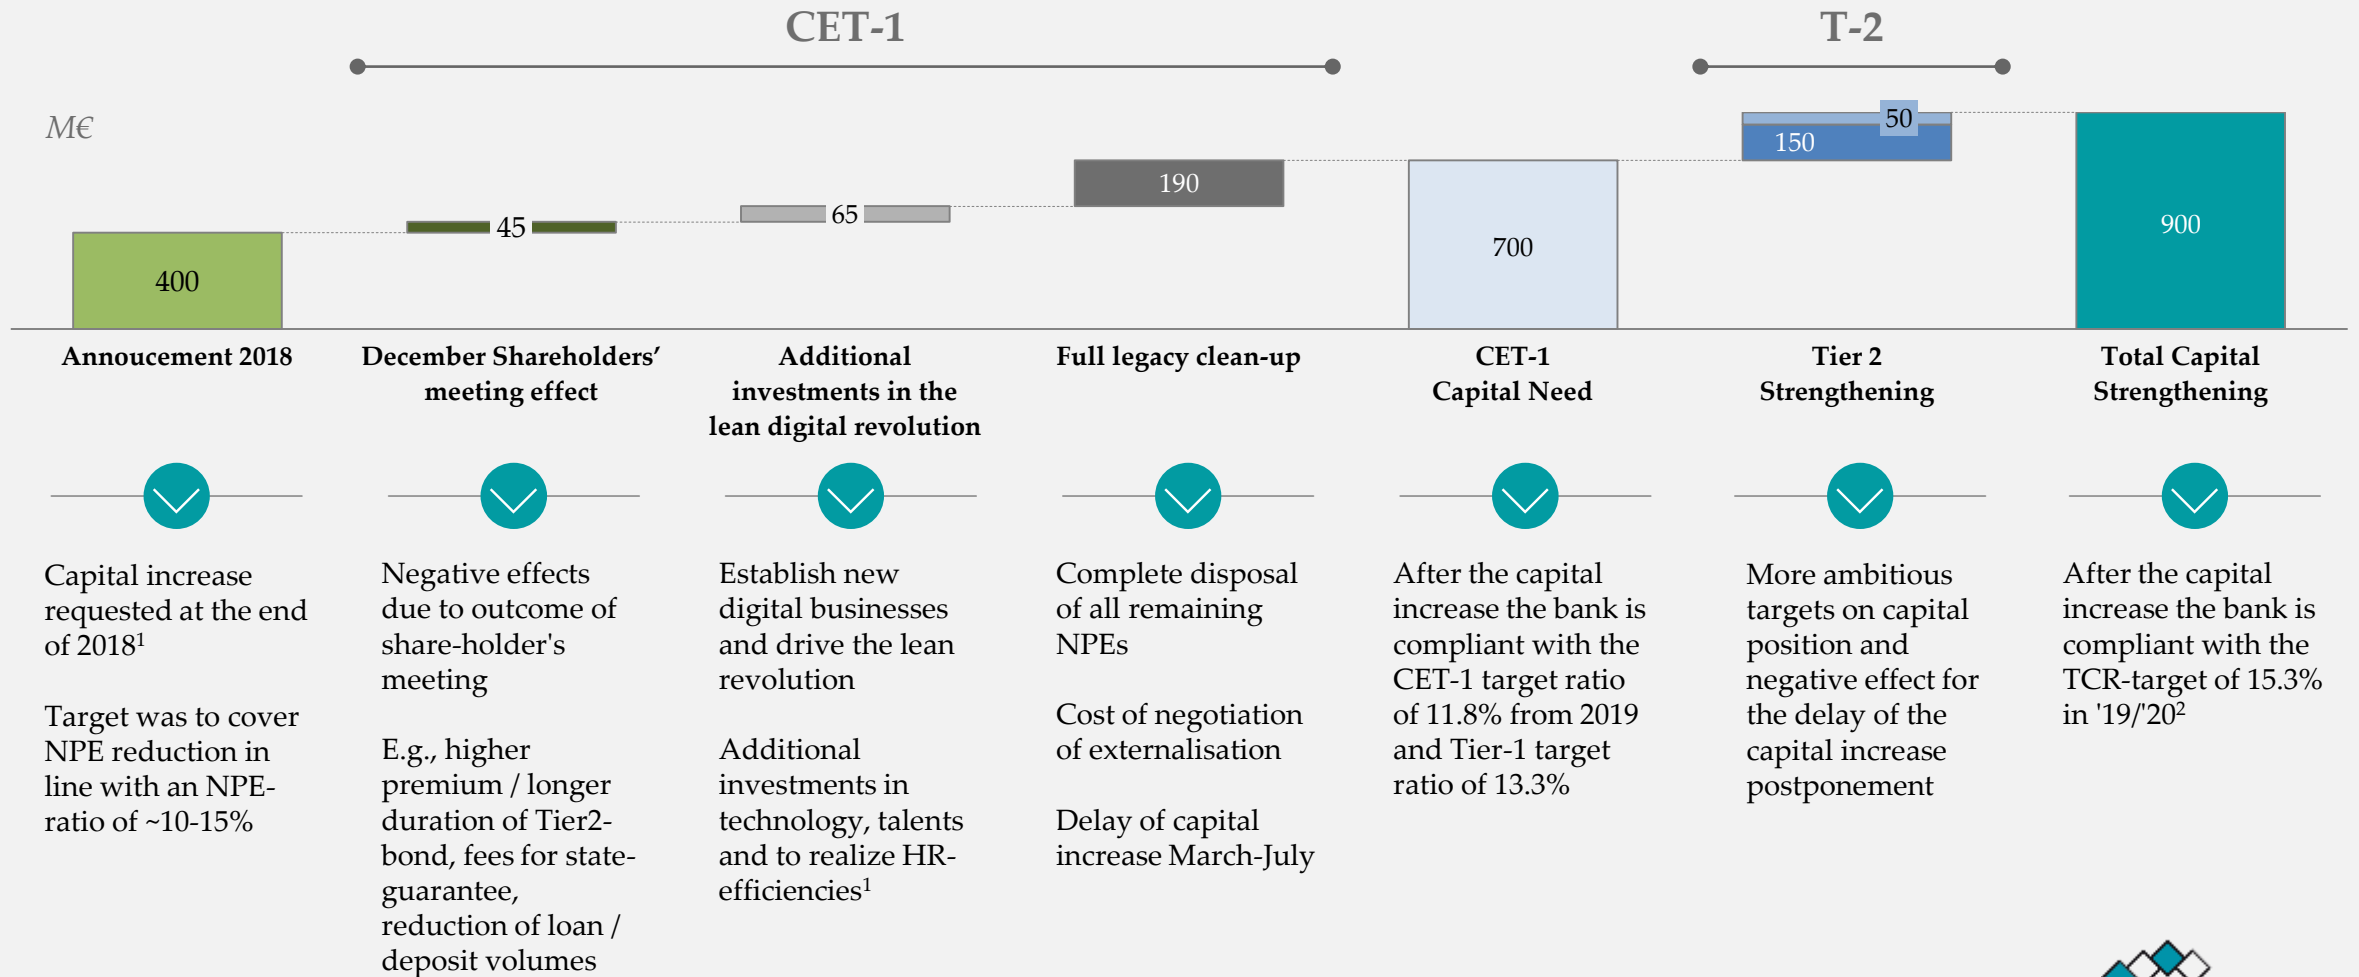 CET-1
T-2
M€
400
45
65
190
700
150
50
900
Annoucement 2018
December Shareholders’
meeting effect
Additional
investments in the
lean digital revolution
Full legacy clean-up
CET-1
Capital Need
Tier 2
Strengthening
Total Capital
Strengthening
Capital increase
requested at the end
of 2018¹
Target was to cover
NPE reduction in
line with an NPE-
ratio of ~10-15%
Negative effects
due to outcome of
share-holder's
meeting
E.g., higher
premium / longer
duration of Tier2-
bond, fees for state-
guarantee,
reduction of loan /
deposit volumes
Establish new
digital businesses
and drive the lean
revolution
Additional
investments in
technology, talents
and to realize HR-
efficiencies¹
Complete disposal
of all remaining
NPEs
Cost of negotiation
of externalisation
Delay of capital
increase March-July
After the capital
increase the bank is
compliant with the
CET-1 target ratio
of 11.8% from 2019
and Tier-1 target
ratio of 13.3%
More ambitious
targets on capital
position and
negative effect for
the delay of the
capital increase
postponement
After the capital
increase the bank is
compliant with the
TCR-target of 15.3%
in '19/'20²